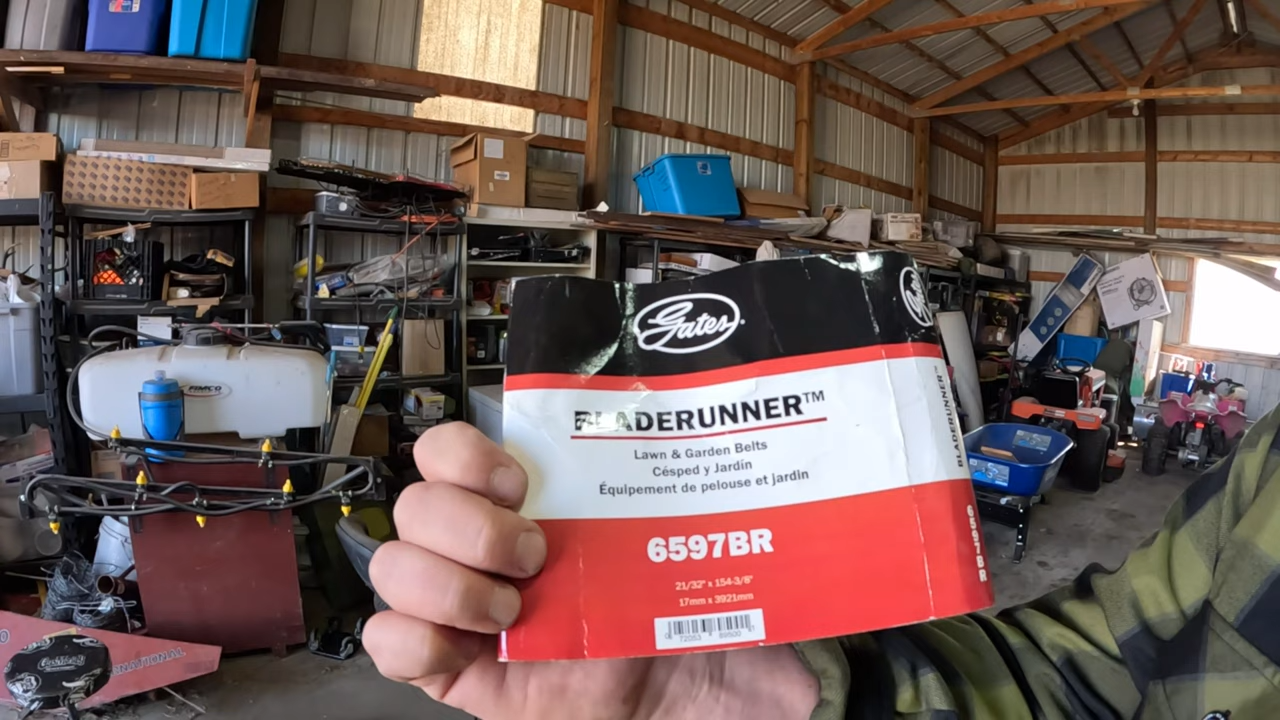 Gates
BLADERUNNER™
Lawn & Garden Belts
Césped y Jardín
Équipement de pelouse et jardin
6597BR
21/32" x 154-3/8"
17mm x 3921mm
BLADERUNNER™
6597BR
FIMCO